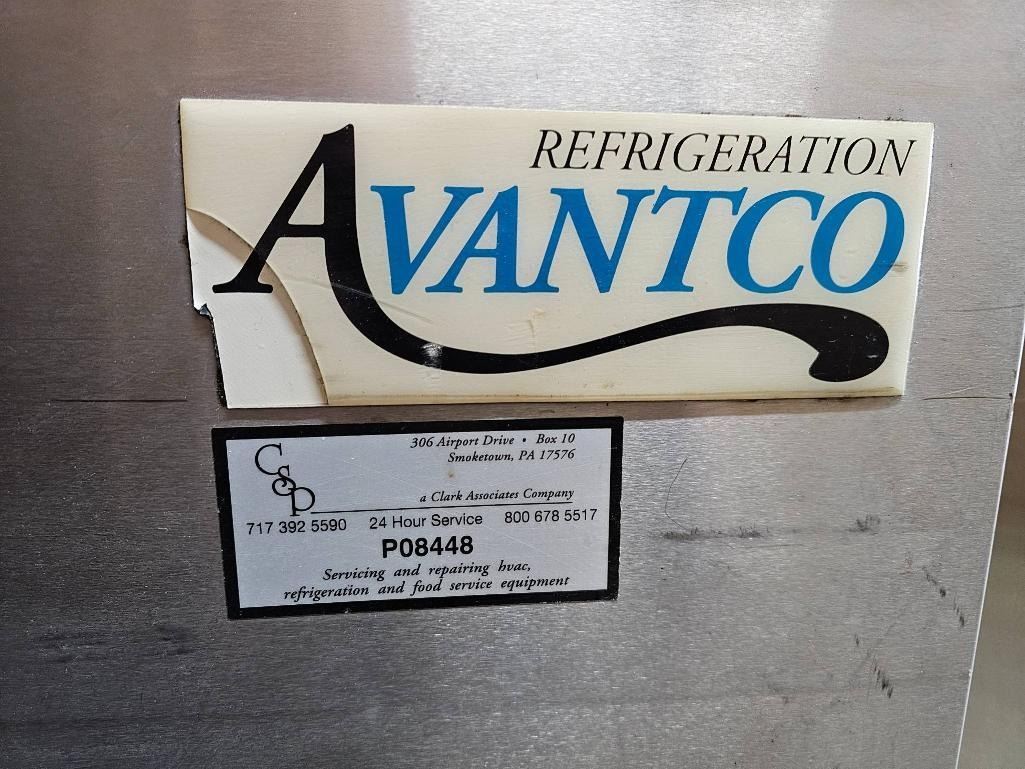 REFRIGERATION
AVANTCO
CSP
306 Airport Drive • Box 10
Smoketown, PA 17576
a Clark Associates Company
717 392 5590 24 Hour Service 800 678 5517
P08448
Servicing and repairing hvac,
refrigeration and food service equipment